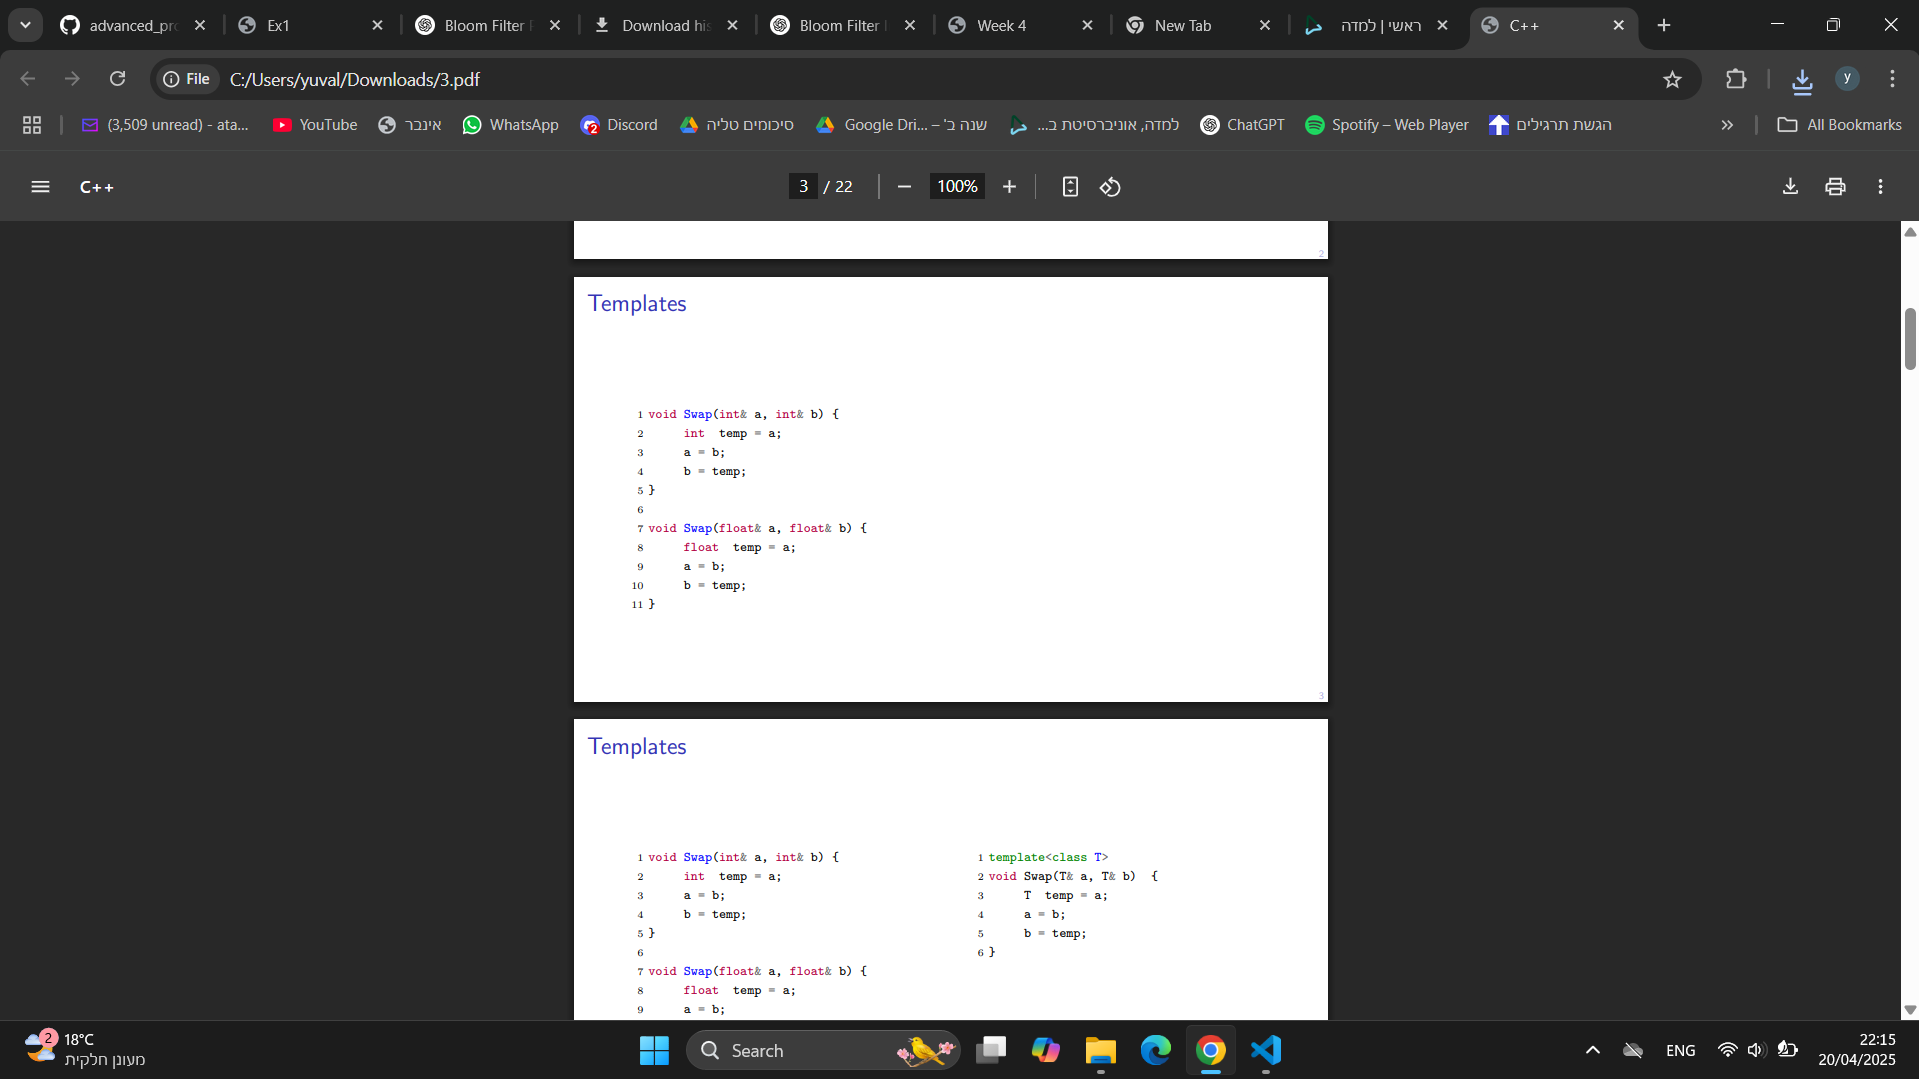 advanced_pro
Ex1
Bloom Filter
Download his
Bloom Filter
Week 4
New Tab
ראשי | למדה
C++
File
C:/Users/yuval/Downloads/3.pdf
y
(3,509 unread) - ata...
YouTube
אינבר
WhatsApp
Discord
סיכומים טליה
Google Dri... – 'שנה ב
למדה, אוניברסיטת ב...
ChatGPT
Spotify – Web Player
הגשת תרגילים
All Bookmarks
C++
3 / 22
100%
2
Templates
1 void Swap(int& a, int& b) {
2 int temp = a;
3 a = b;
4 b = temp;
5 }
6
7 void Swap(float& a, float& b) {
8 float temp = a;
9 a = b;
10 b = temp;
11 }
3
Templates
1 void Swap(int& a, int& b) {
2 int temp = a;
3 a = b;
4 b = temp;
5 }
6
7 void Swap(float& a, float& b) {
8 float temp = a;
9 a = b;
1 template<class T>
2 void Swap(T& a, T& b) {
3 T temp = a;
4 a = b;
5 b = temp;
6 }
2
18°C
מעונן חלקית
Search
ENG
22:15
20/04/2025